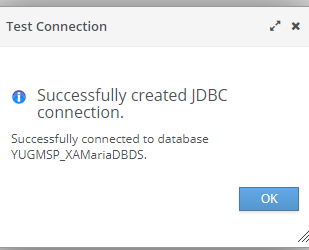 Test Connection
Successfully created JDBC
connection.
Successfully connected to database
YUGMSP_XAMariaDBDS.
OK